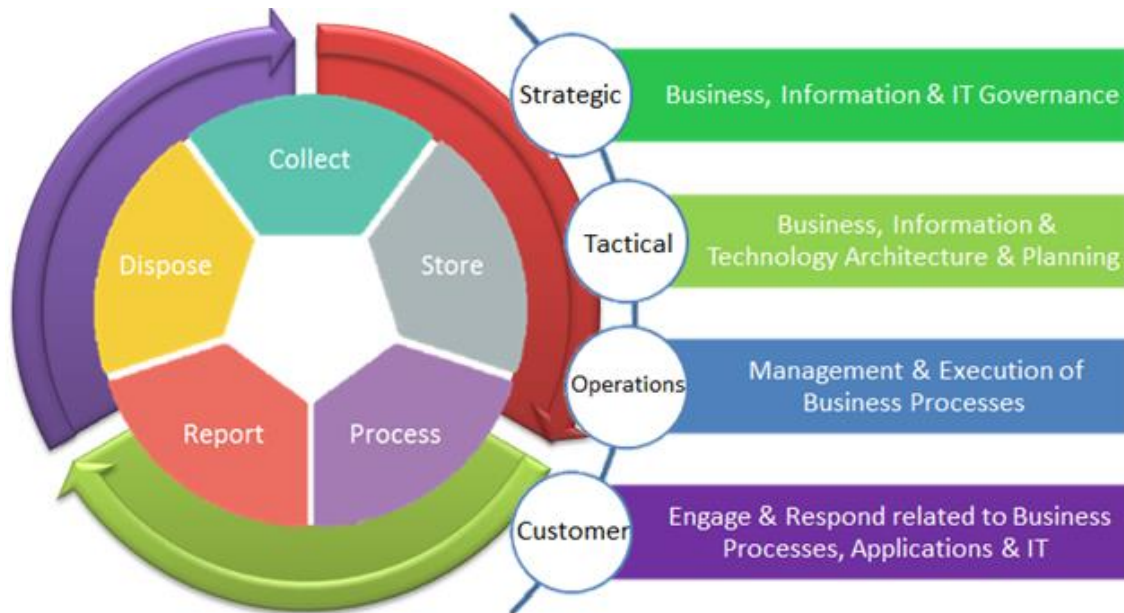 Collect
Store
Process
Report
Dispose
Strategic
Business, Information & IT Governance
Tactical
Business, Information &
Technology Architecture & Planning
Operations
Management & Execution of
Business Processes
Customer
Engage & Respond related to Business
Processes, Applications & IT